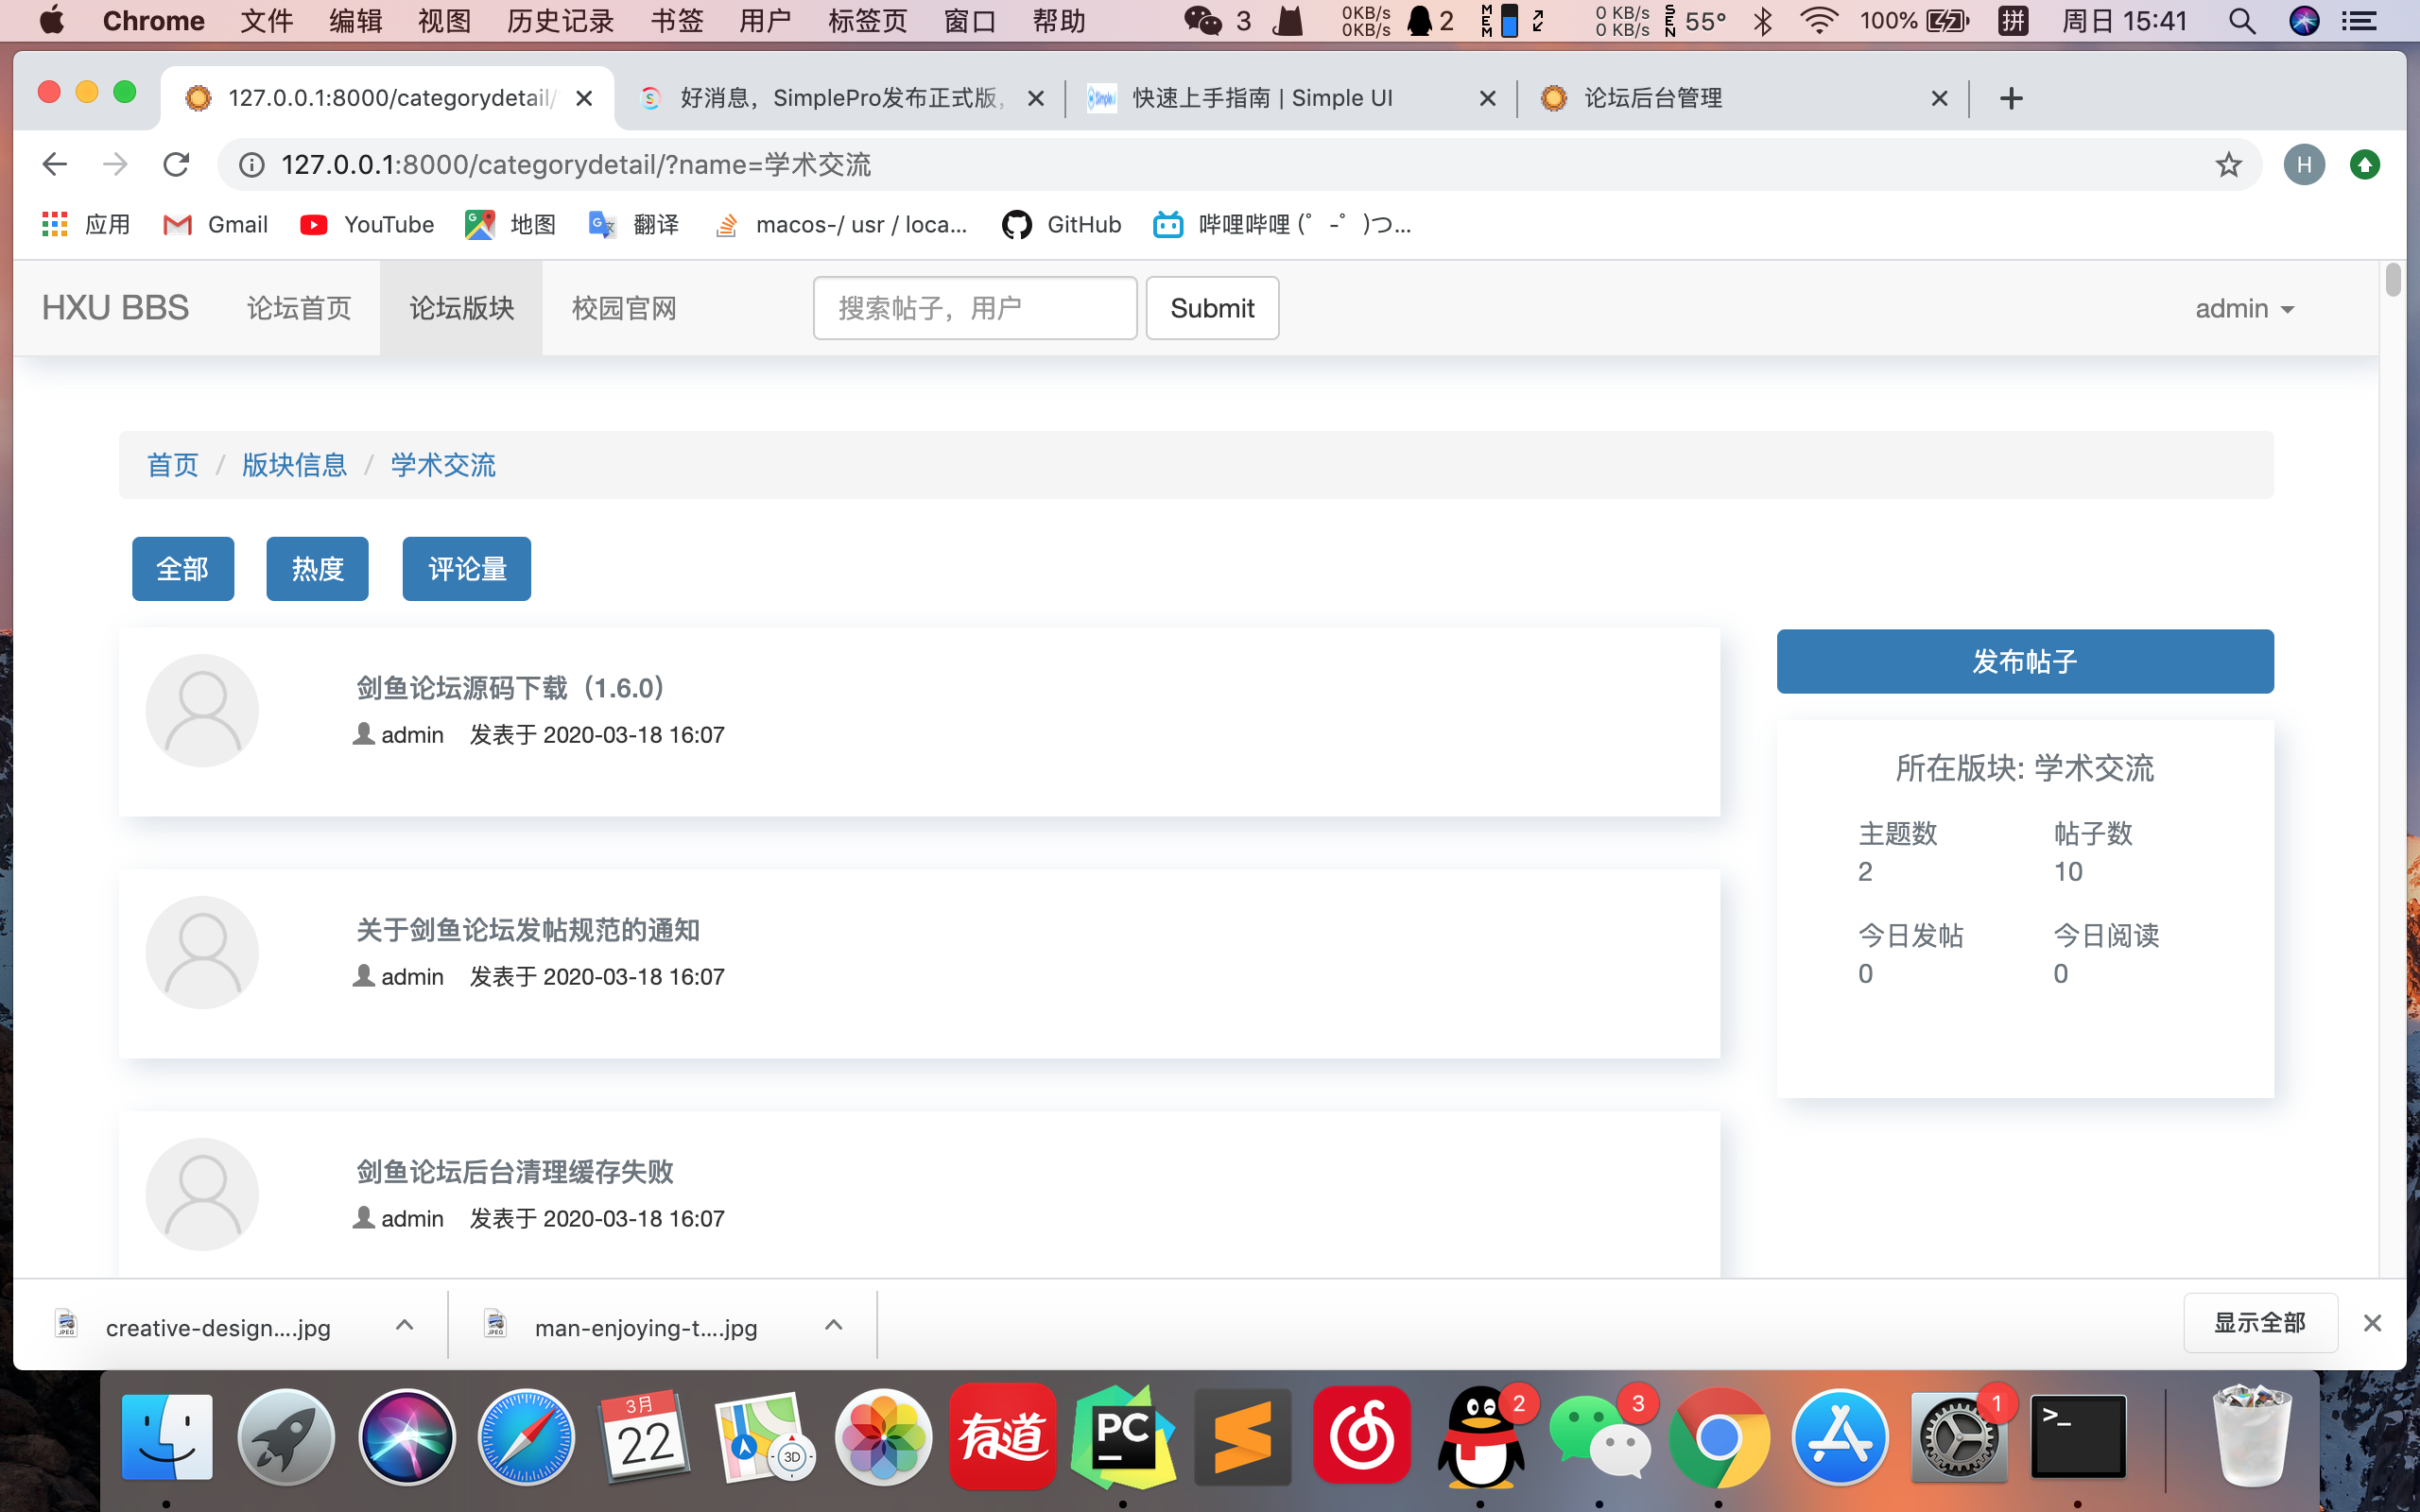 Chrome 文件 编辑 视图 历史记录 书签 用户 标签页 窗口 帮助 3 0KB/s 0KB/s 2 MEM 0 KB/s 0 KB/s SEN 55° 100% 拼 周日 15:41
127.0.0.1:8000/categorydetail/ 好消息，SimplePro发布正式版, 快速上手指南 | Simple UI 论坛后台管理
127.0.0.1:8000/categorydetail/?name=学术交流 H
应用 Gmail YouTube 地图 翻译 macos-/ usr / loca... GitHub 哔哩哔哩 (゜-゜)つ...
HXU BBS 论坛首页 论坛版块 校园官网 搜索帖子，用户 Submit admin
首页 / 版块信息 / 学术交流
全部 热度 评论量
发布帖子
剑鱼论坛源码下载（1.6.0）
admin 发表于 2020-03-18 16:07
所在版块: 学术交流
主题数 帖子数
2 10
今日发帖 今日阅读
0 0
关于剑鱼论坛发帖规范的通知
admin 发表于 2020-03-18 16:07
剑鱼论坛后台清理缓存失败
admin 发表于 2020-03-18 16:07
JPEG creative-design....jpg JPEG man-enjoying-t....jpg 显示全部
3月 22 3D 有道 PC 2 3 1 >_